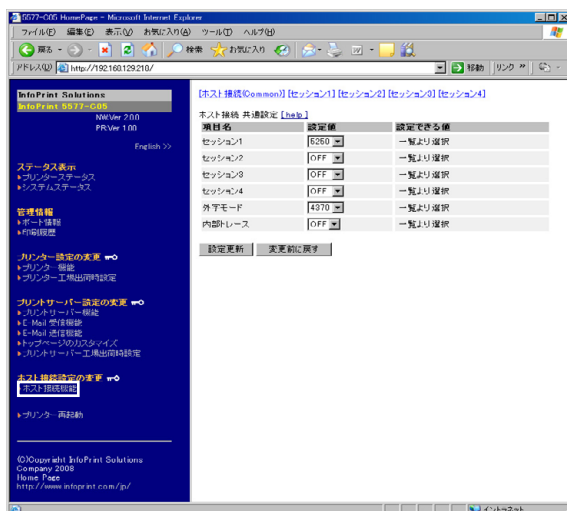 5577-C05 HomePage - Microsoft Internet Explorer
ファイル(F) 編集(E) 表示(V) お気に入り(A) ツール(T) ヘルプ(H)
戻る 検索 お気に入り
アドレス(D) http://192.160.129.210/ 移動 リンク »
InfoPrint Solutions
InfoPrint 5577-C05
NW.Ver 2.00
PR.Ver 1.00
English >>
ステータス表示
プリンターステータス
システムステータス
管理情報
ポート情報
印刷履歴
プリンター設定の変更
プリンター機能
プリンター工場出荷時設定
プリントサーバー設定の変更
プリントサーバー機能
E-Mail 受信機能
E-Mail 送信機能
トップページのカスタマイズ
プリントサーバー工場出荷時設定
ホスト接続設定の変更
ホスト接続機能
プリンター再起動
(C)Copyright InfoPrint Solutions
Company 2008
Home Page
http://www.infoprint.com/jp/
[ホスト接続(Common)] [セッション1] [セッション2] [セッション3] [セッション4]
ホスト接続 共通設定 [help]
項目名 設定値 設定できる値
セッション1 5250 一覧より選択
セッション2 OFF 一覧より選択
セッション3 OFF 一覧より選択
セッション4 OFF 一覧より選択
外字モード 4370 一覧より選択
内部トレース OFF 一覧より選択
設定更新 変更前に戻す
イントラネット